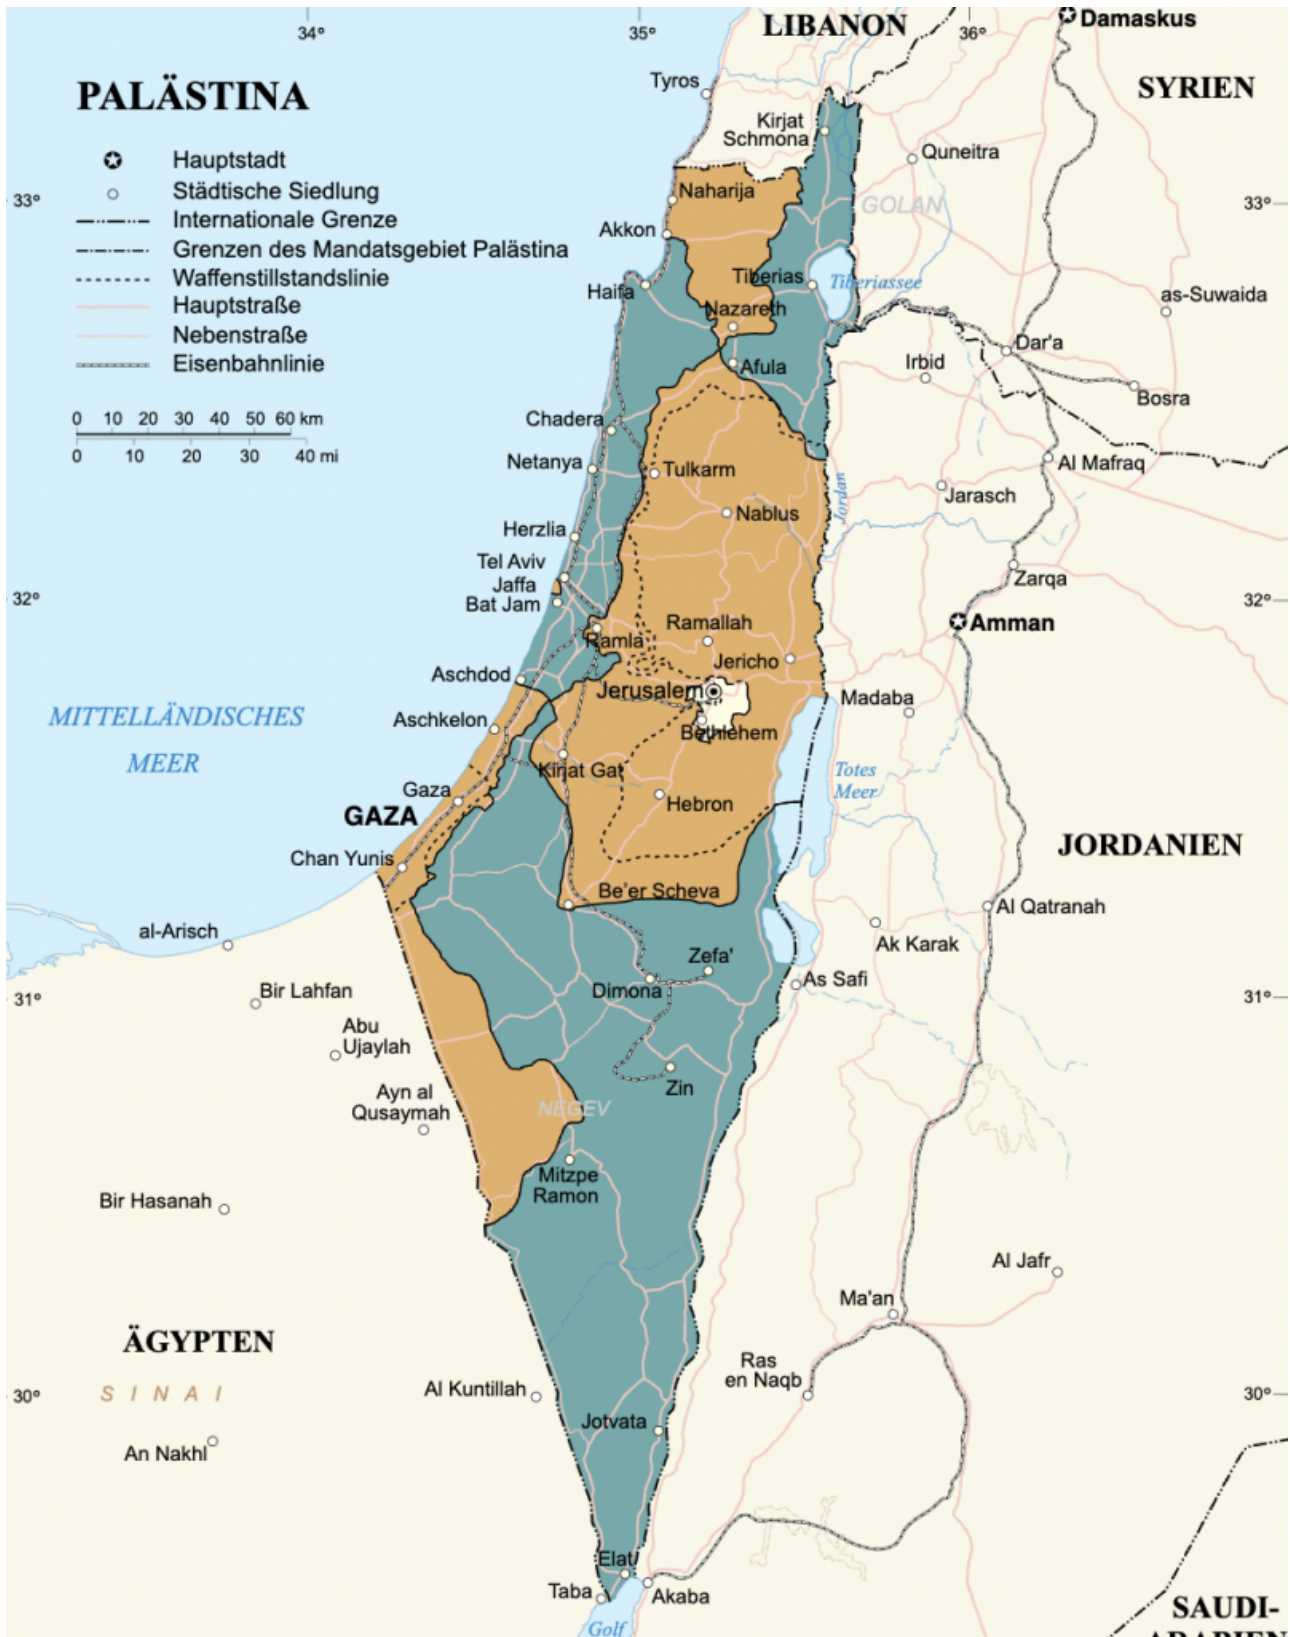 34°
35°
36°
LIBANON
Damaskus
SYRIEN
Tyros
PALÄSTINA
Kirjat
Schmona
Quneitra
Hauptstadt
Städtische Siedlung
Internationale Grenze
Grenzen des Mandatsgebiet Palästina
Waffenstillstandslinie
Hauptstraße
Nebenstraße
Eisenbahnlinie
0 10 20 30 40 50 60 km
0 10 20 30 40 mi
33°
33°
Naharija
GOLAN
Akkon
Tiberias
Tiberiassee
Haifa
as-Suwaida
Nazareth
Dar'a
Irbid
Afula
Bosra
Chadera
Netanya
Tulkarm
Al Mafraq
Jordan
Jarasch
Nablus
Herzlia
Tel Aviv
Jaffa
Bat Jam
Zarqa
32°
32°
Ramallah
Amman
Ramla
Jericho
Aschdod
Jerusalem
Madaba
MITTELLÄNDISCHES
MEER
Aschkelon
Bethlehem
Kirjat Gat
Totes
Meer
Gaza
Hebron
GAZA
JORDANIEN
Chan Yunis
Be'er Scheva
Al Qatranah
al-Arisch
Ak Karak
Zefa'
Dimona
As Safi
31°
31°
Bir Lahfan
Abu
Ujaylah
Zin
Ayn al
Qusaymah
NEGEV
Mitzpe
Ramon
Bir Hasanah
Al Jafr
Ma'an
ÄGYPTEN
Ras
en Naqb
SINAI
Al Kuntillah
30°
30°
Jotvata
An Nakhl
Elat
Taba
Akaba
Golf
SAUDI-
ARABIEN